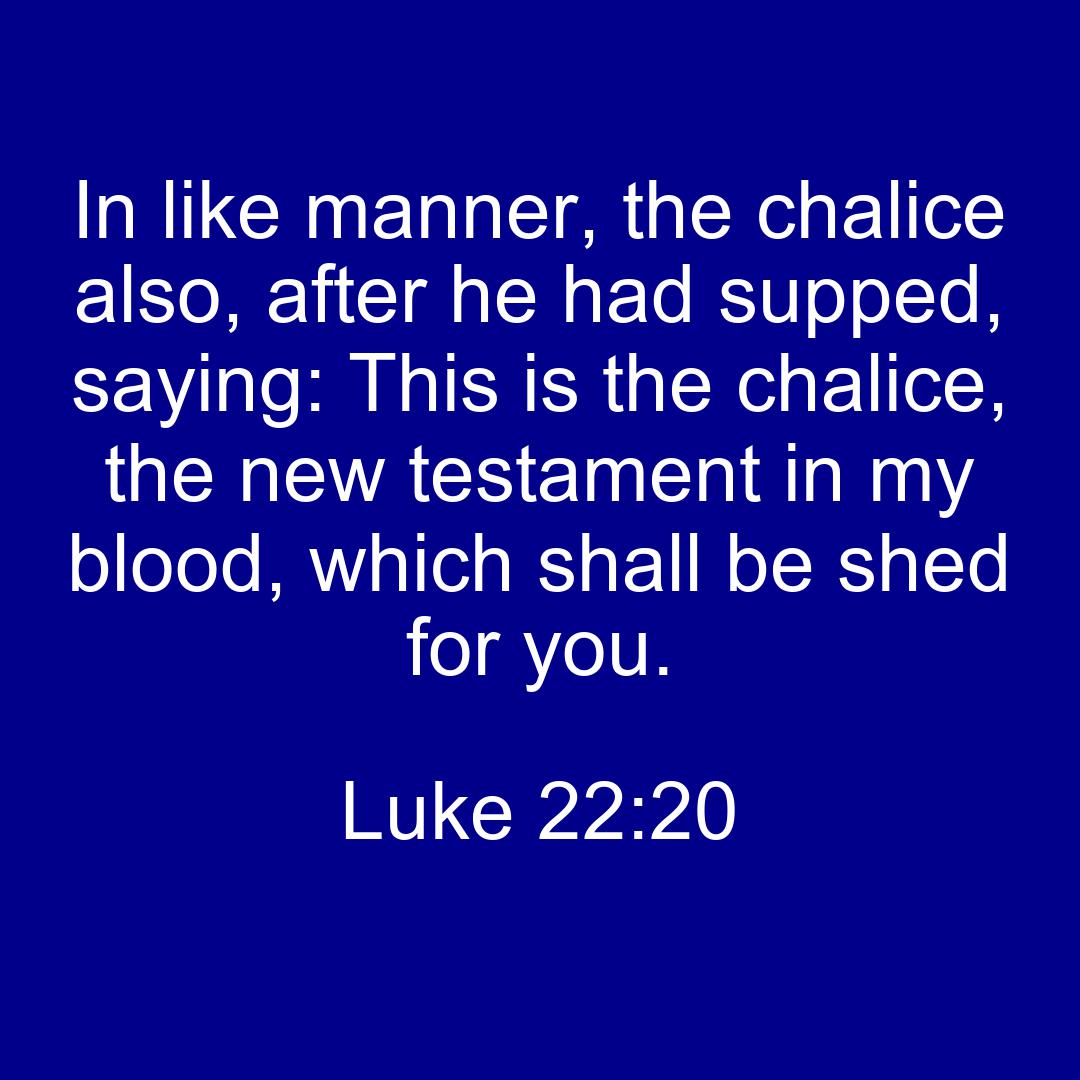 In like manner, the chalice
also, after he had supped,
saying: This is the chalice,
the new testament in my
blood, which shall be shed
for you.
Luke 22:20